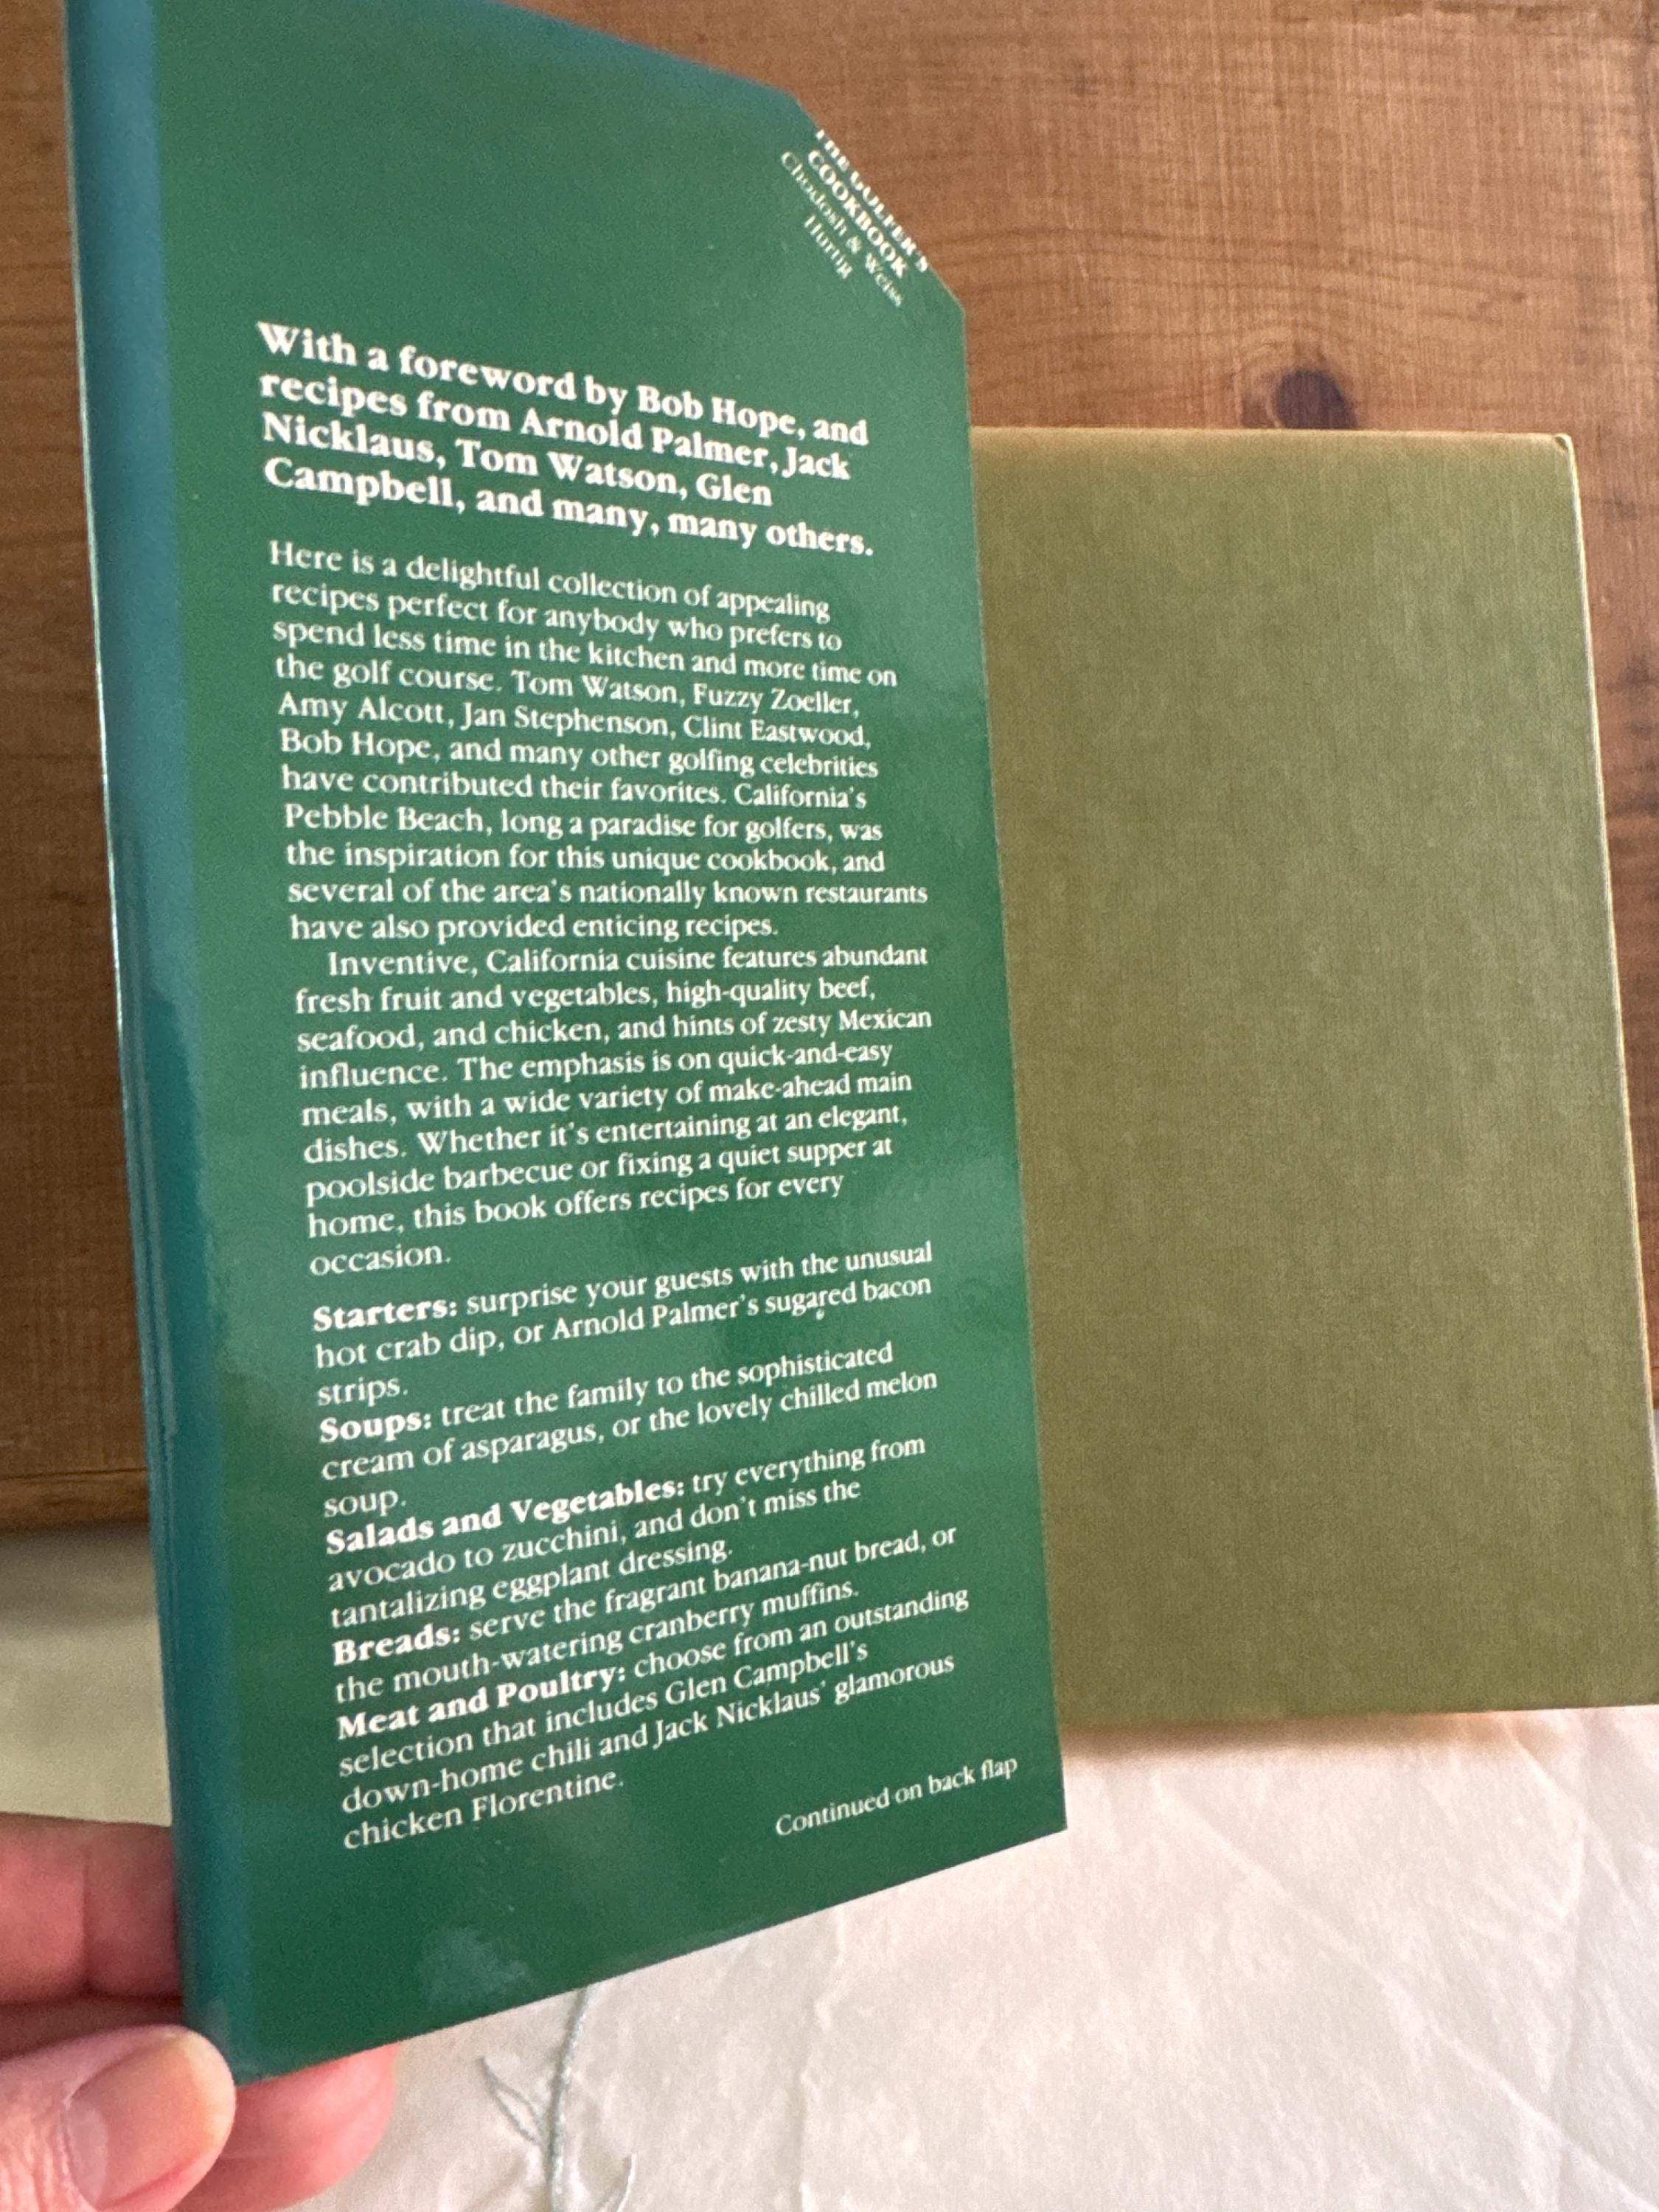 THE GOLFER'S
COOKBOOK
Chodosh & Weiss
Hurtig
With a foreword by Bob Hope, and
recipes from Arnold Palmer, Jack
Nicklaus, Tom Watson, Glen
Campbell, and many, many others.
Here is a delightful collection of appealing
recipes perfect for anybody who prefers to
spend less time in the kitchen and more time on
the golf course. Tom Watson, Fuzzy Zoeller,
Amy Alcott, Jan Stephenson, Clint Eastwood,
Bob Hope, and many other golfing celebrities
have contributed their favorites. California's
Pebble Beach, long a paradise for golfers, was
the inspiration for this unique cookbook, and
several of the area's nationally known restaurants
have also provided enticing recipes.
Inventive, California cuisine features abundant
fresh fruit and vegetables, high-quality beef,
seafood, and chicken, and hints of zesty Mexican
influence. The emphasis is on quick-and-easy
meals, with a wide variety of make-ahead main
dishes. Whether it's entertaining at an elegant,
poolside barbecue or fixing a quiet supper at
home, this book offers recipes for every
occasion.
Starters: surprise your guests with the unusual
hot crab dip, or Arnold Palmer's sugared bacon
strips.
Soups: treat the family to the sophisticated
cream of asparagus, or the lovely chilled melon
soup.
Salads and Vegetables: try everything from
avocado to zucchini, and don't miss the
tantalizing eggplant dressing.
Breads: serve the fragrant banana-nut bread, or
the mouth-watering cranberry muffins.
Meat and Poultry: choose from an outstanding
selection that includes Glen Campbell's
down-home chili and Jack Nicklaus' glamorous
chicken Florentine.
Continued on back flap